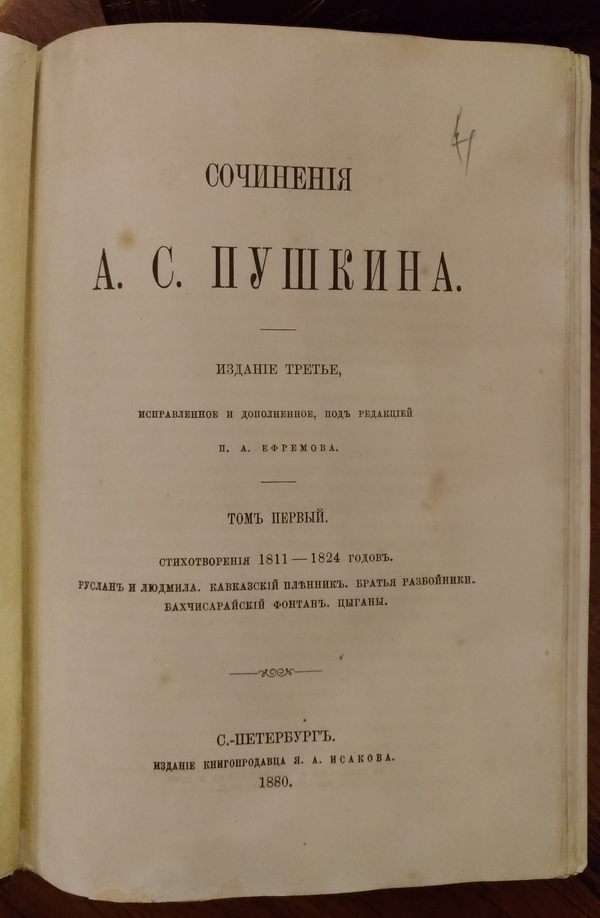 СОЧИНЕНІЯ
А. С. ПУШКИНА.
ИЗДАНІЕ ТРЕТЬЕ,
ИСПРАВЛЕННОЕ И ДОПОЛНЕННОЕ, ПОДЪ РЕДАКЦІЕЙ
П. А. ЕФРЕМОВА.
ТОМЪ ПЕРВЫЙ.
СТИХОТВОРЕНІЯ 1811 — 1824 ГОДОВЪ.
РУСЛАНЪ И ЛЮДМИЛА. КАВКАЗСКІЙ ПЛѢННИКЪ. БРАТЬЯ РАЗБОЙНИКИ.
БАХЧИСАРАЙСКІЙ ФОНТАНЪ. ЦЫГАНЫ.
С.-ПЕТЕРБУРГЪ.
ИЗДАНІЕ КНИГОПРОДАВЦА Я. А. ИСАКОВА.
1880.